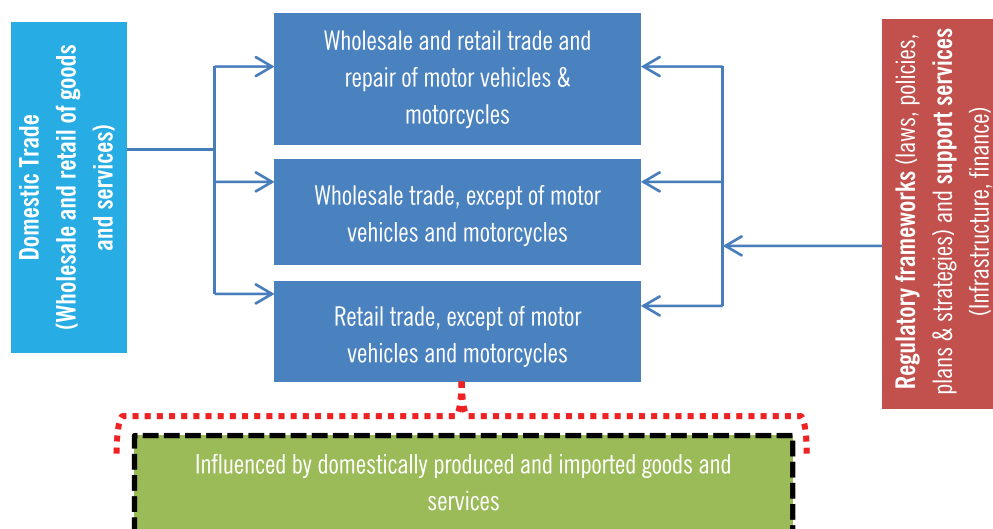 Domestic Trade
(Wholesale and retail of goods
and services)
Wholesale and retail trade and
repair of motor vehicles &
motorcycles
Wholesale trade, except of motor
vehicles and motorcycles
Retail trade, except of motor
vehicles and motorcycles
Regulatory frameworks (laws, policies,
plans & strategies) and support services
(Infrastructure, finance)
Influenced by domestically produced and imported goods and
services